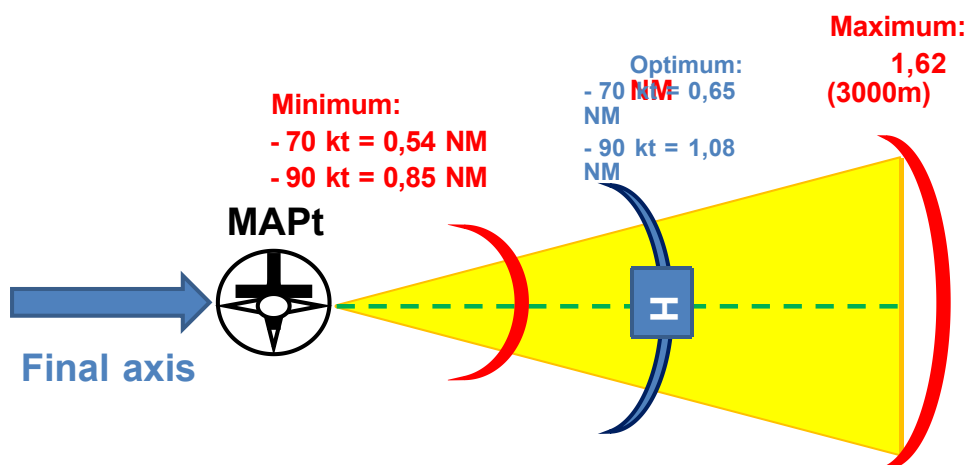 Maximum:
1,62
NM
(3000m)
Optimum:
- 70 kt = 0,65
NM
- 90 kt = 1,08
NM
Minimum:
- 70 kt = 0,54 NM
- 90 kt = 0,85 NM
MAPt
H
Final axis